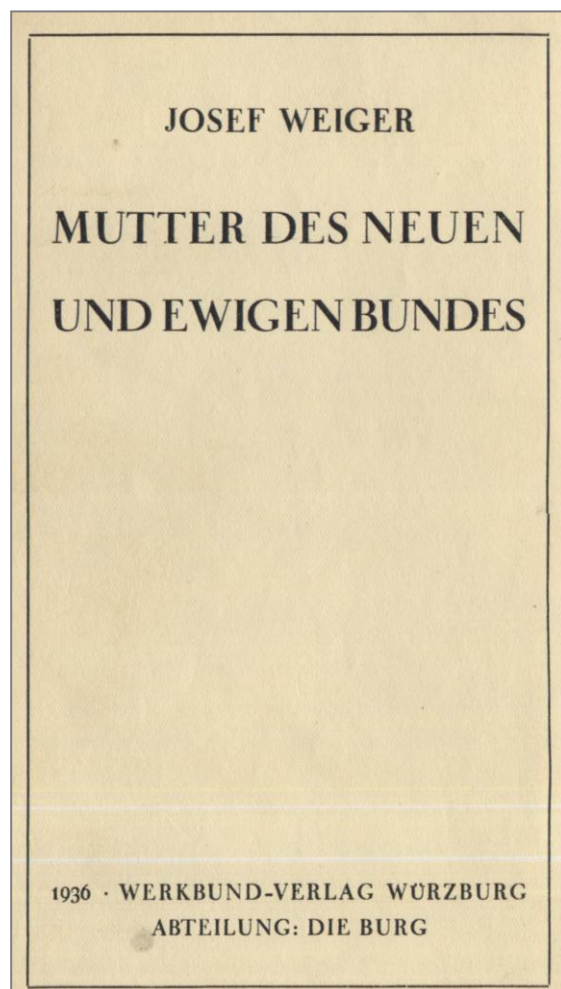 JOSEF WEIGER
MUTTER DES NEUEN
UND EWIGEN BUNDES
1936 · WERKBUND-VERLAG WÜRZBURG
ABTEILUNG: DIE BURG